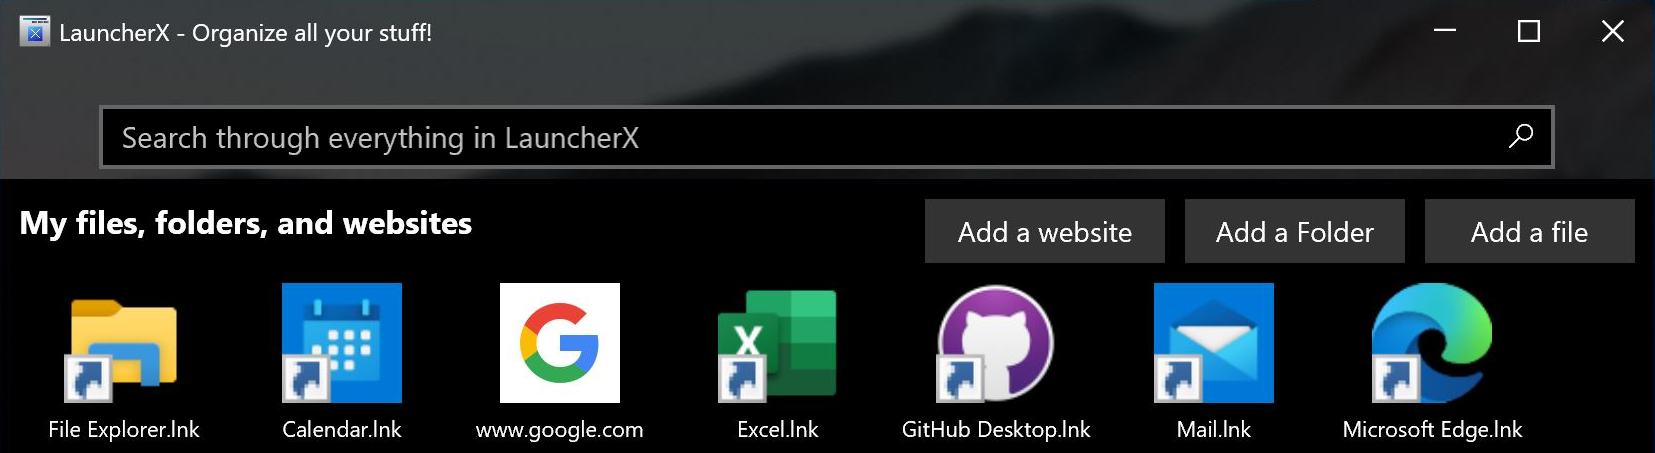 LauncherX - Organize all your stuff!
Search through everything in LauncherX
My files, folders, and websites
Add a website
Add a Folder
Add a file
File Explorer.lnk
Calendar.lnk
www.google.com
Excel.lnk
GitHub Desktop.lnk
Mail.lnk
Microsoft Edge.lnk